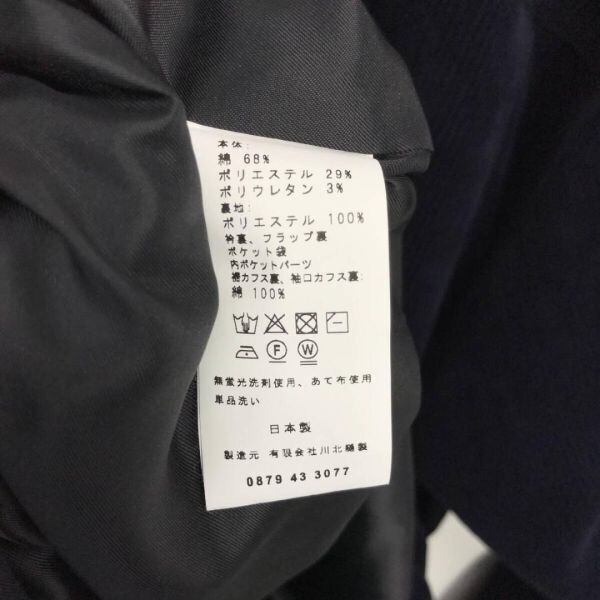 本体:
綿 68%
ポリエステル 29%
ポリウレタン 3%
裏地:
ポリエステル 100%
衿裏、フラップ裏
ポケット袋
内ポケットパーツ
裾カフス裏、袖口カフス裏:
綿 100%
F W
無蛍光洗剤使用、あて布使用
単品洗い
日本製
製造元 有限会社川北縫製
0879 43 3077